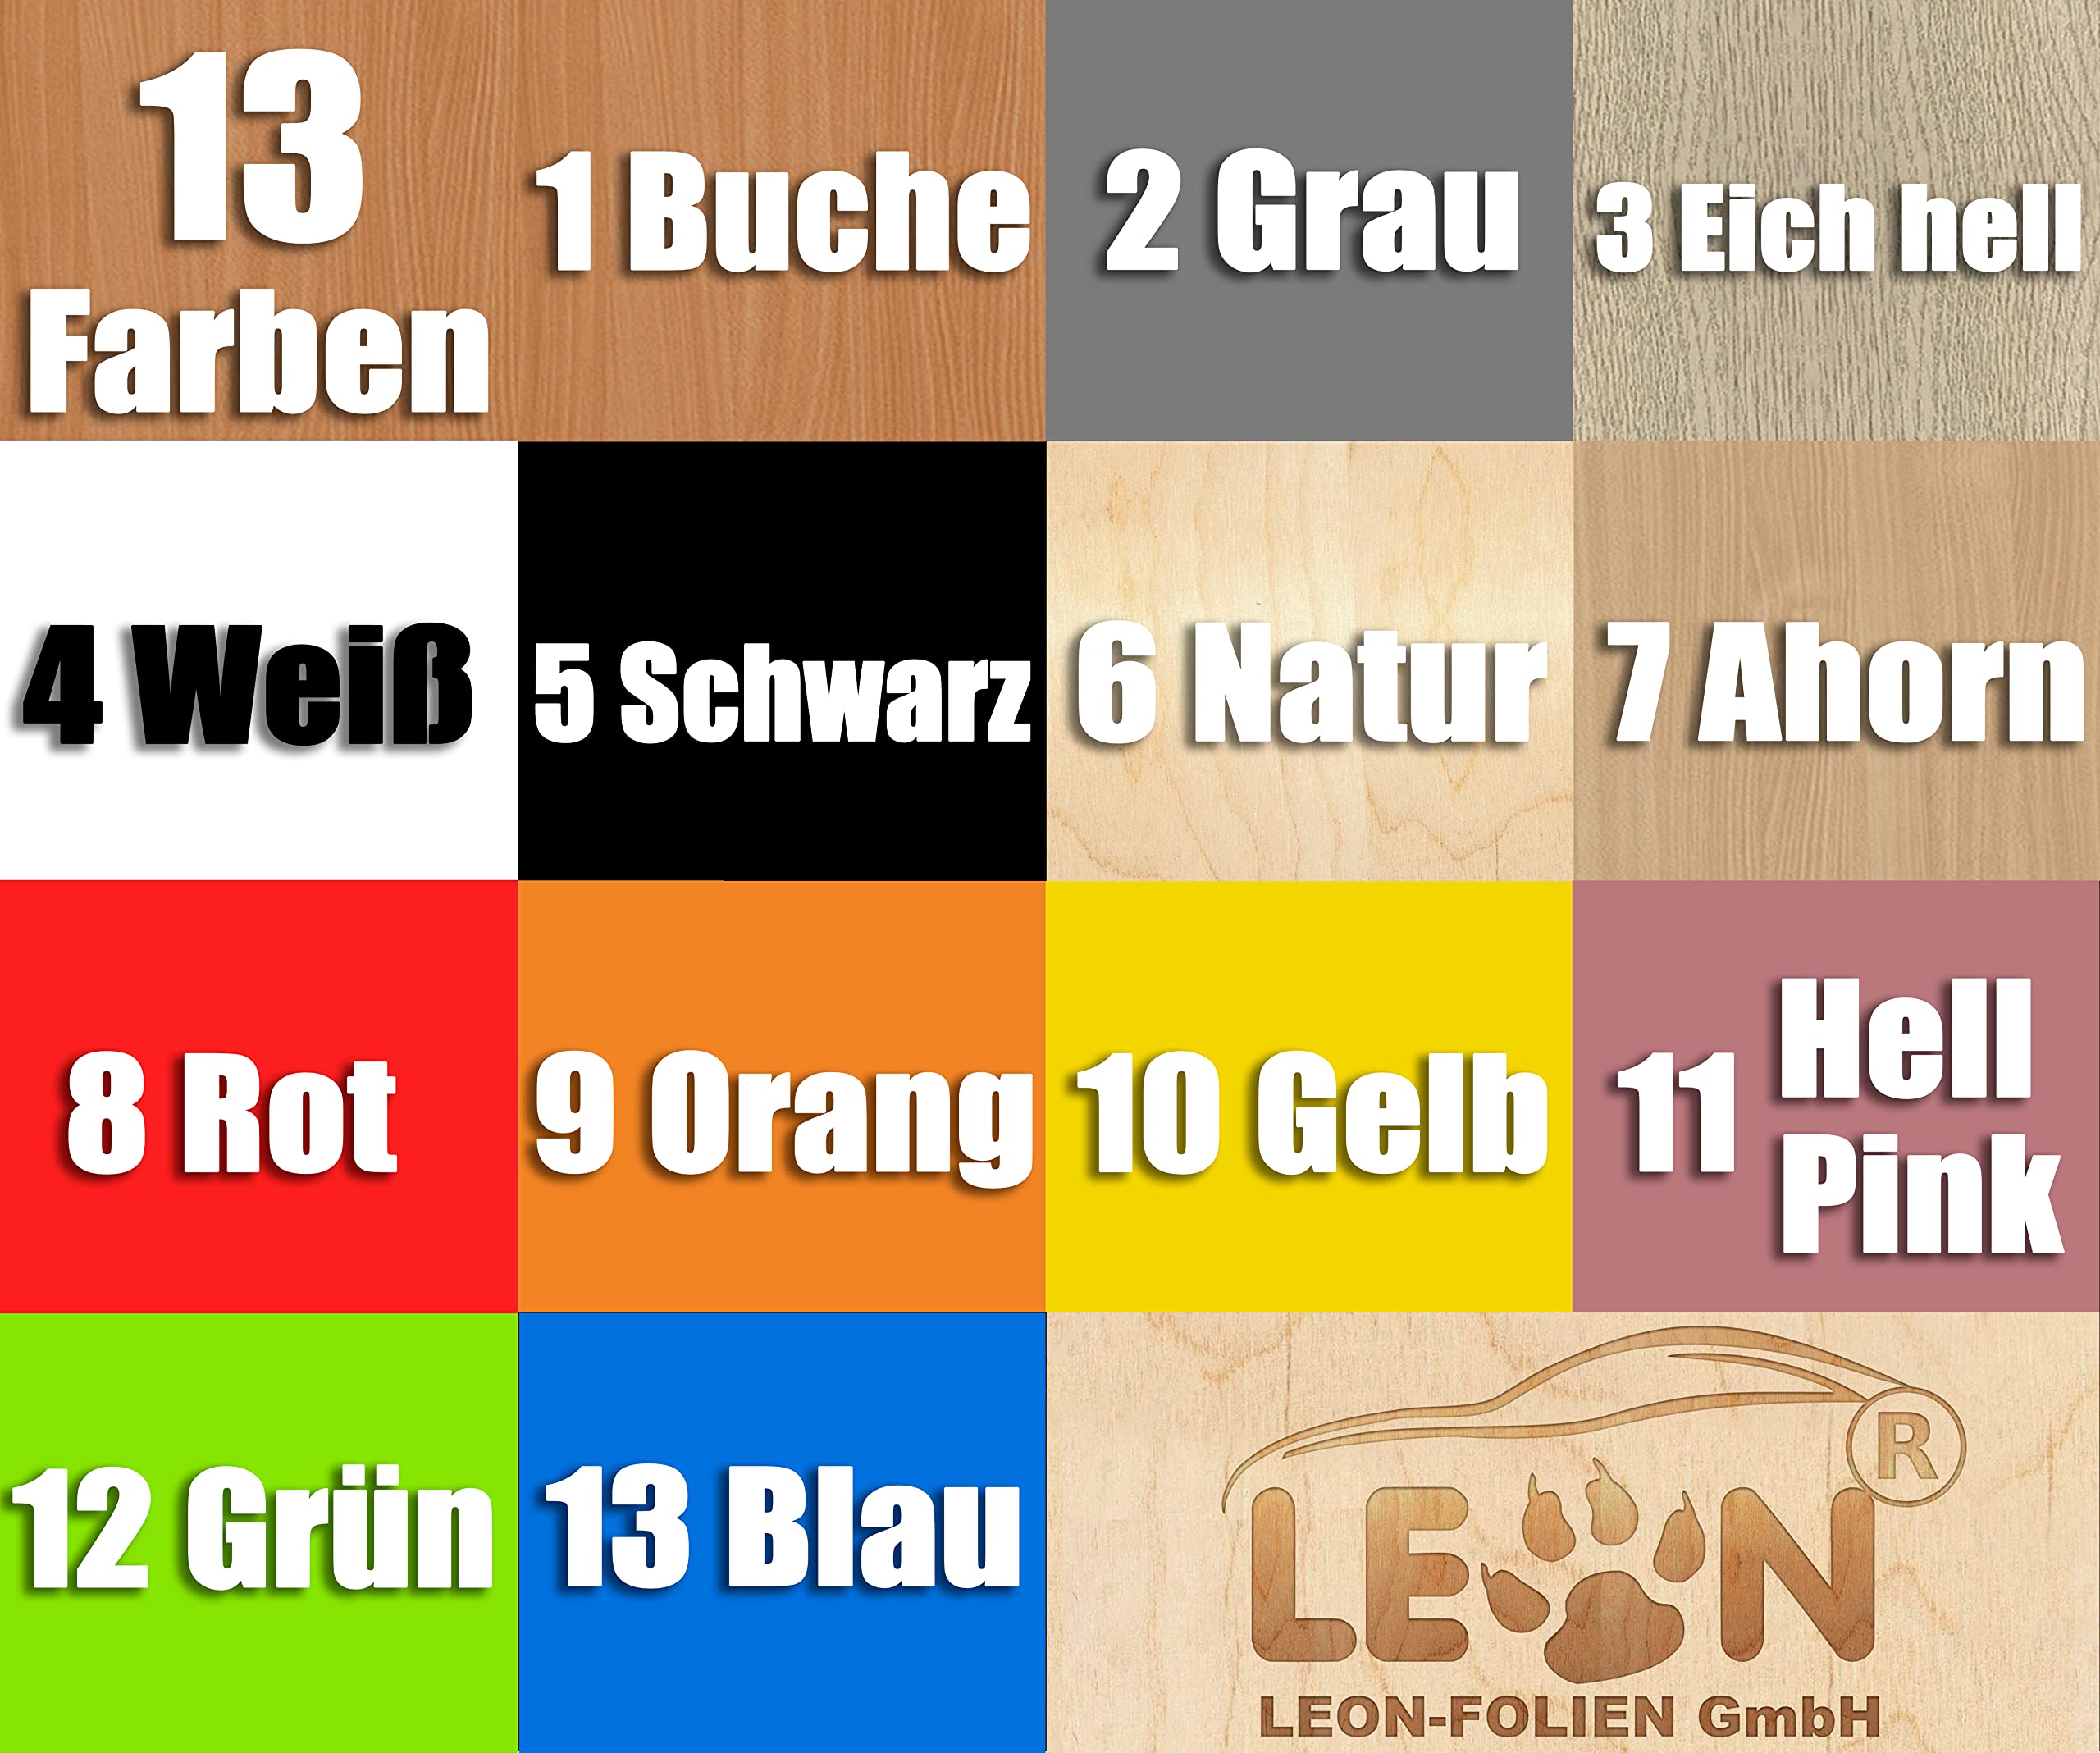 13
Farben
1 Buche
2 Grau
3 Eich hell
4 Weiß
5 Schwarz
6 Natur
7 Ahorn
8 Rot
9 Orang
10 Gelb
11 Hell
Pink
12 Grün
13 Blau
R
LEON
LEON-FOLIEN GmbH